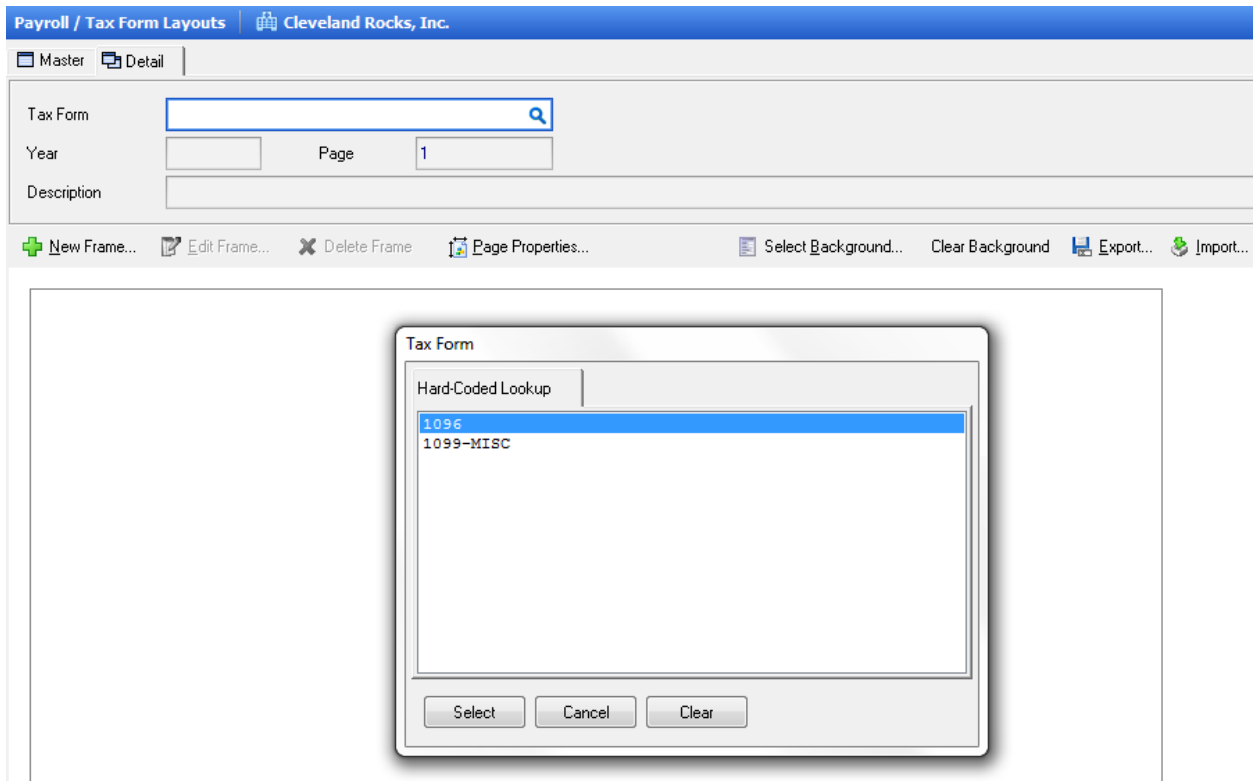 Payroll / Tax Form Layouts Cleveland Rocks, Inc.
Master Detail
Tax Form
Year Page 1
Description
New Frame... Edit Frame... Delete Frame Page Properties... Select Background... Clear Background Export... Import...
Tax Form
Hard-Coded Lookup
1096
1099-MISC
Select Cancel Clear